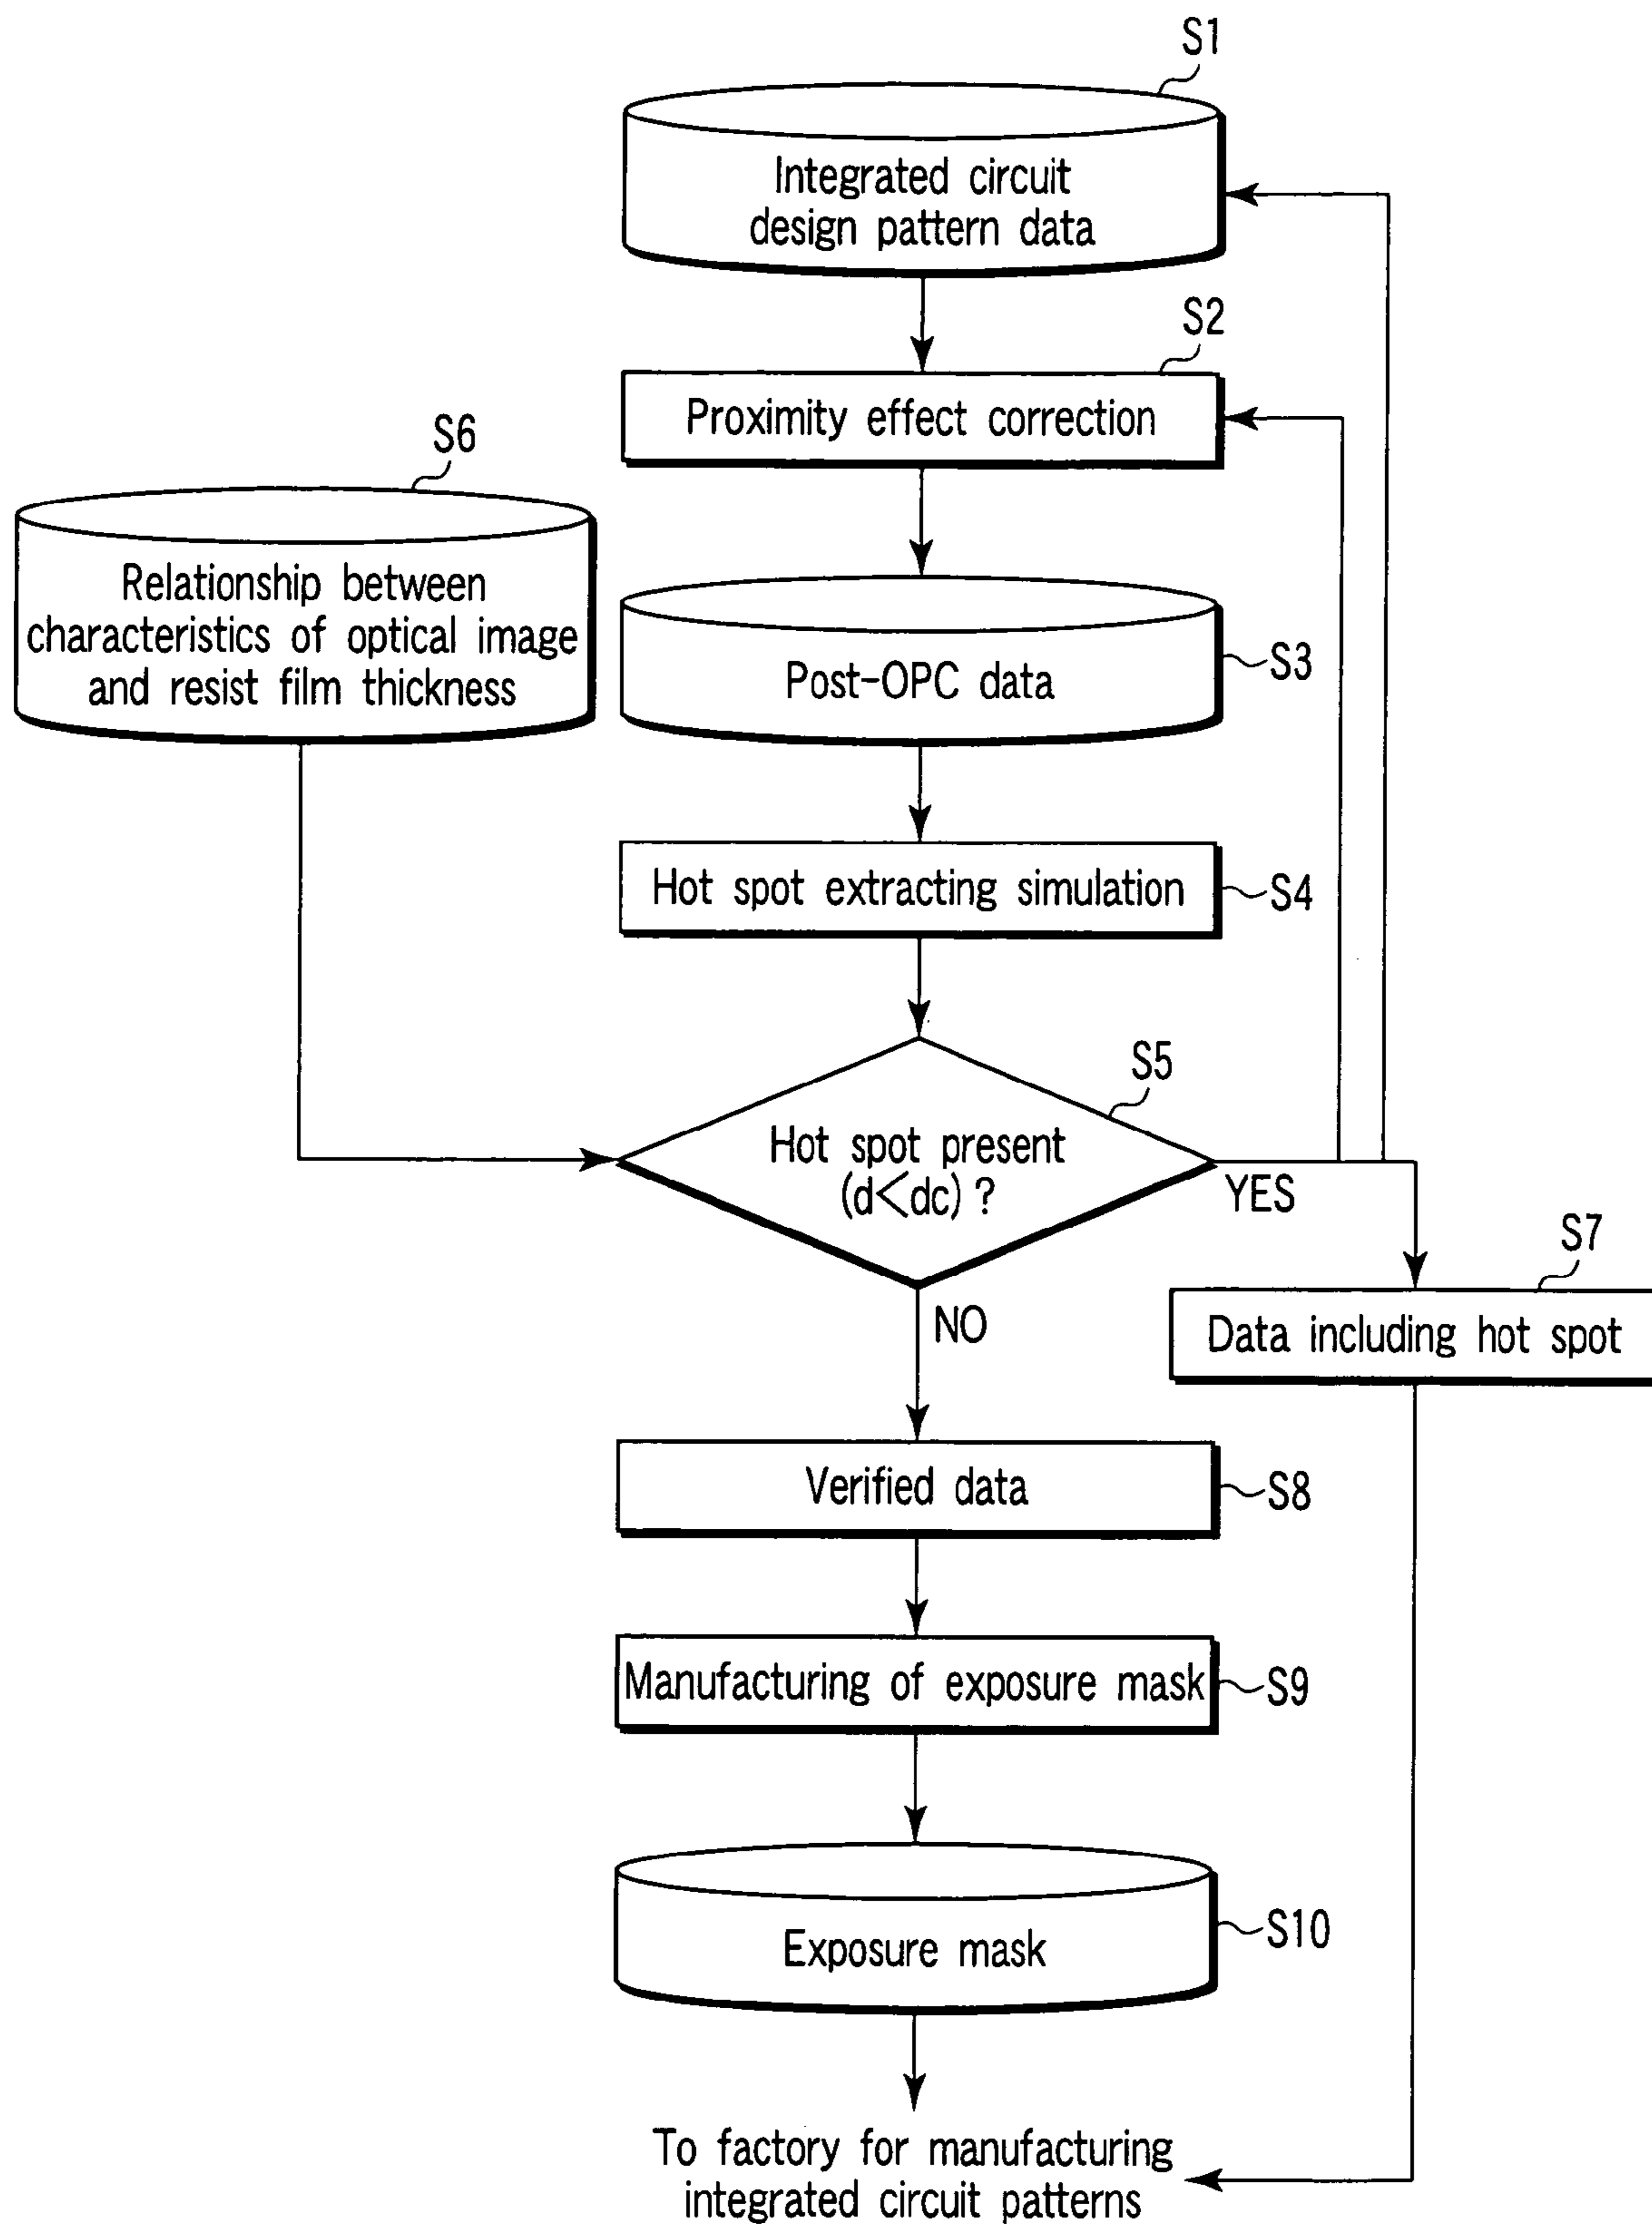 S1
Integrated circuit
design pattern data
S2
Proximity effect correction
S6
Relationship between
characteristics of optical image
and resist film thickness
Post-OPC data
S3
Hot spot extracting simulation
S4
S5
Hot spot present
(d<dc) ?
YES
NO
S7
Data including hot spot
Verified data
S8
Manufacturing of exposure mask
S9
Exposure mask
S10
To factory for manufacturing
integrated circuit patterns